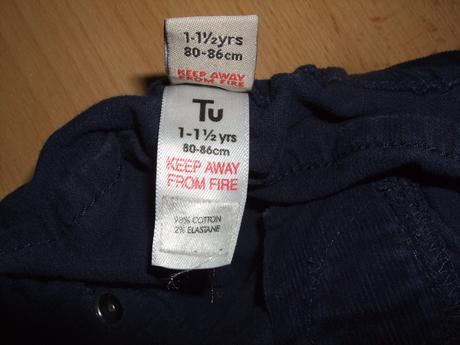 1-1½yrs
80-86cm
KEEP AWAY
FROM FIRE
Tu
1-1½ yrs
80-86cm
KEEP AWAY
FROM FIRE
98% COTTON
2% ELASTANE